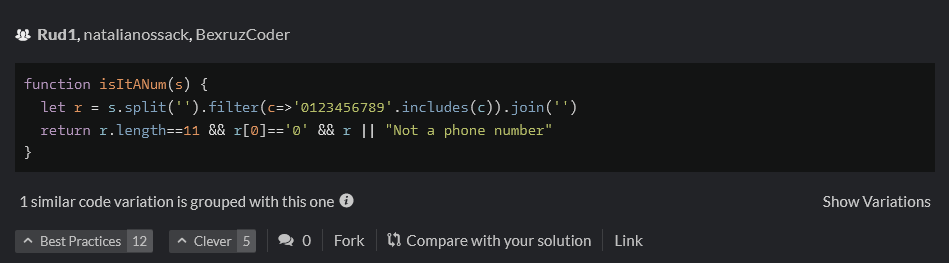 Rud1, natalianossack, BexruzCoder
function isItANum(s) {
  let r = s.split('').filter(c=>'0123456789'.includes(c)).join('')
  return r.length==11 && r[0]=='0' && r || "Not a phone number"
}
1 similar code variation is grouped with this one Show Variations
Best Practices 12 Clever 5 0 Fork Compare with your solution Link